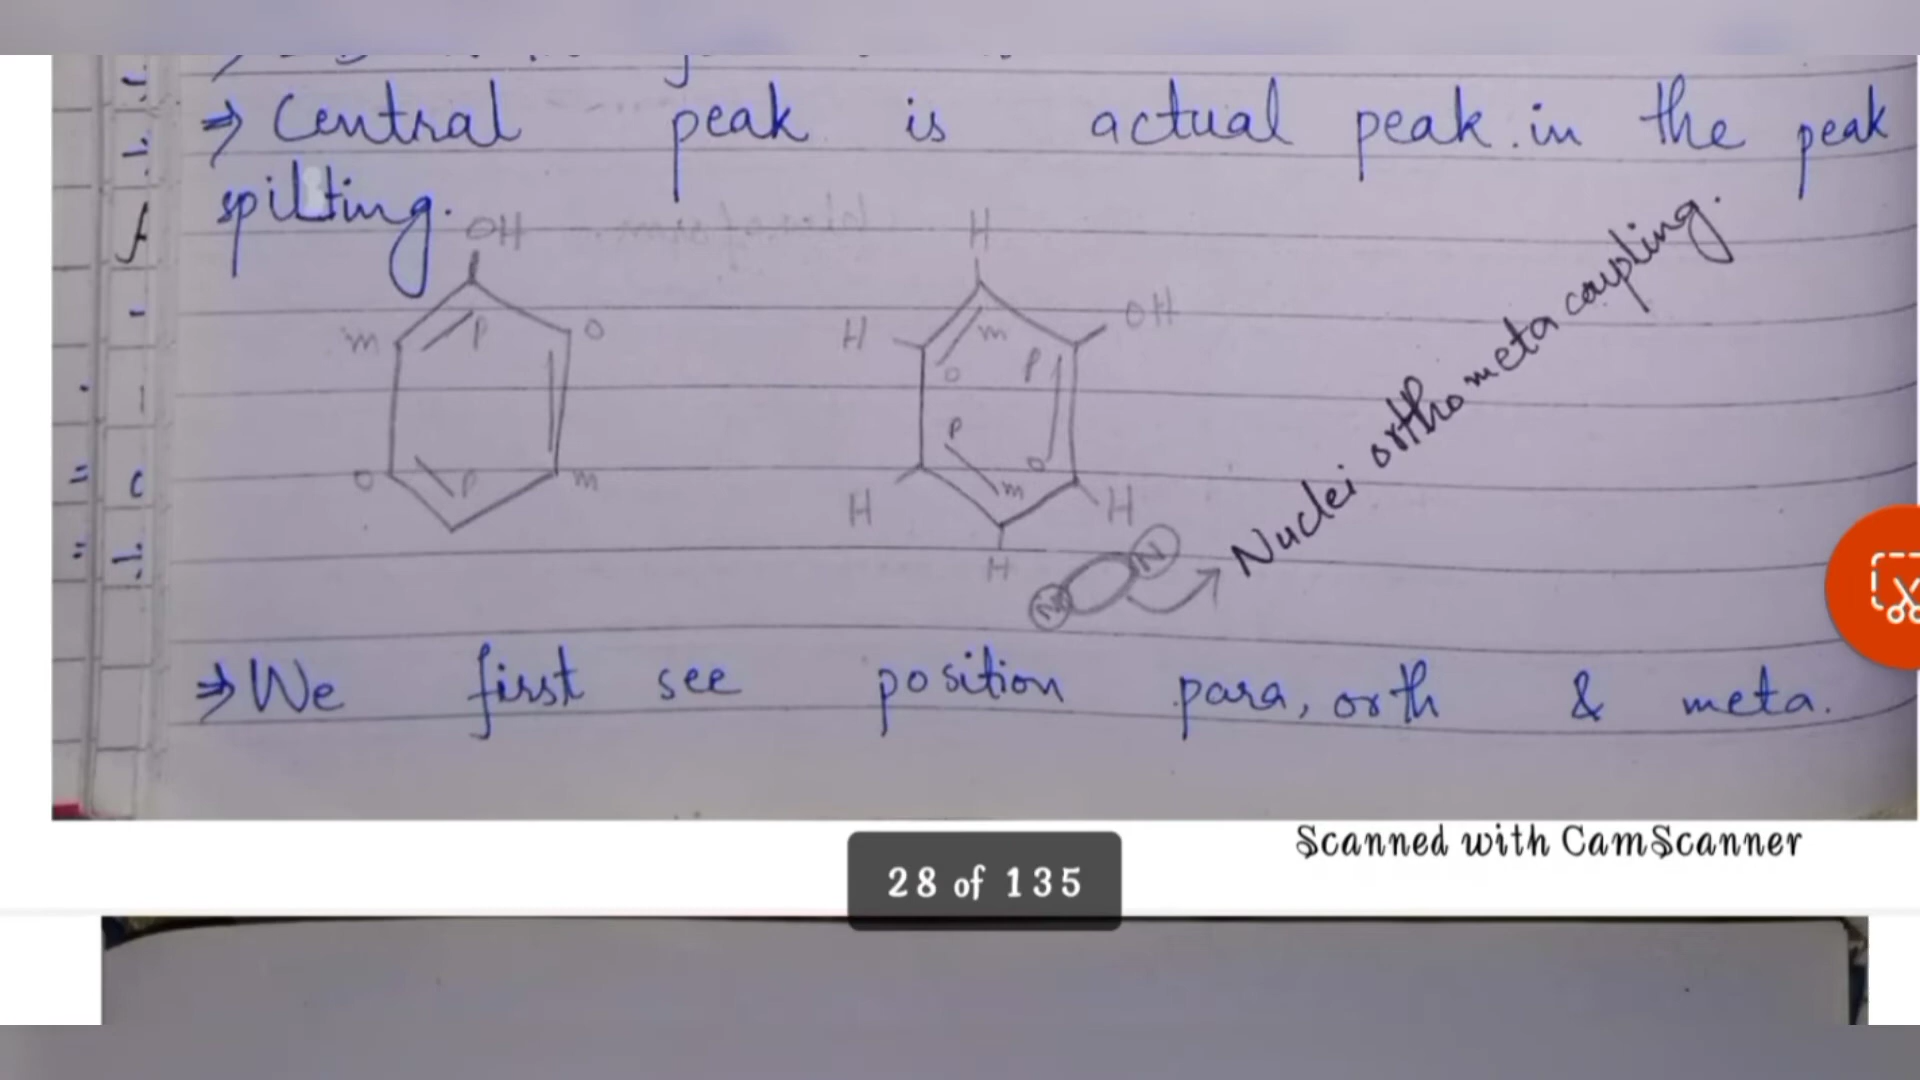 ⇒ Central peak is actual peak in the peak
spilting.
OH
m P o
o P m
H
H m OH
o P
P o
H m H
H
N N → Nuclei ortho meta coupling.
⇒ We first see position para, orth & meta.
Scanned with CamScanner
28 of 135